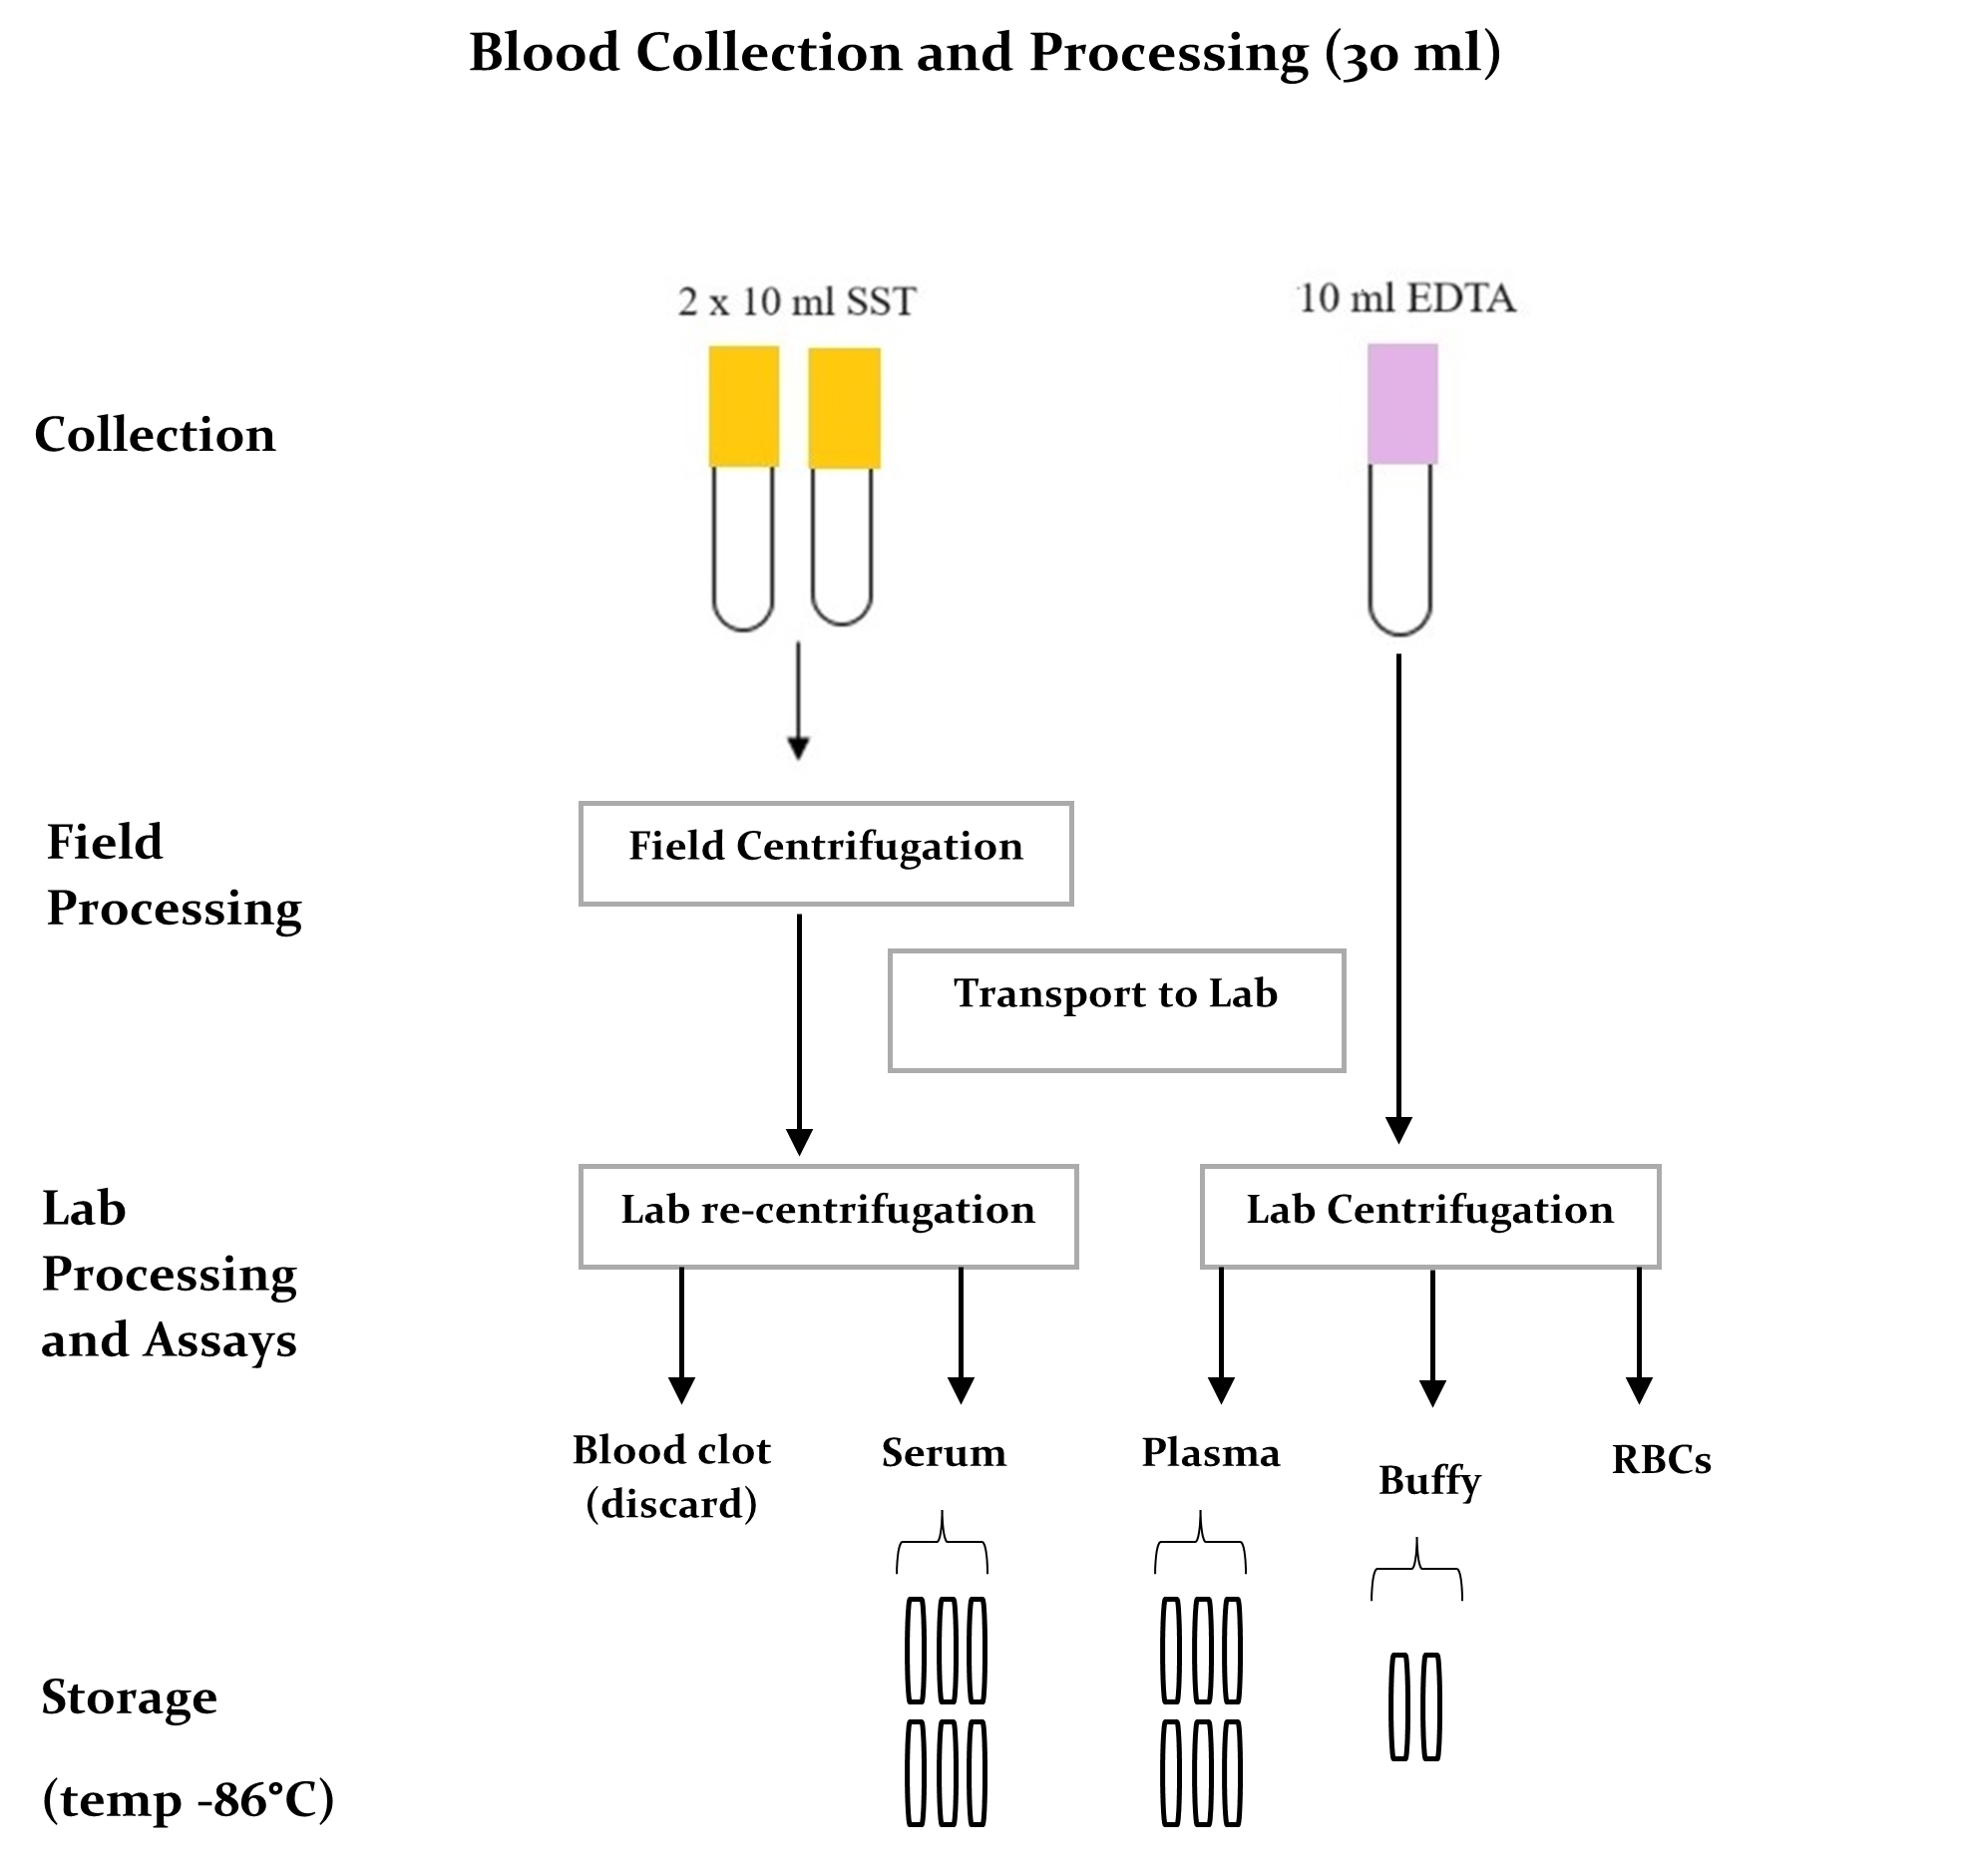 Blood Collection and Processing (30 ml)
2 x 10 ml SST
10 ml EDTA
Collection
Field
Processing
Field Centrifugation
Transport to Lab
Lab
Processing
and Assays
Lab re-centrifugation
Lab Centrifugation
Blood clot
(discard)
Serum
Plasma
Buffy
RBCs
Storage
(temp -86°C)